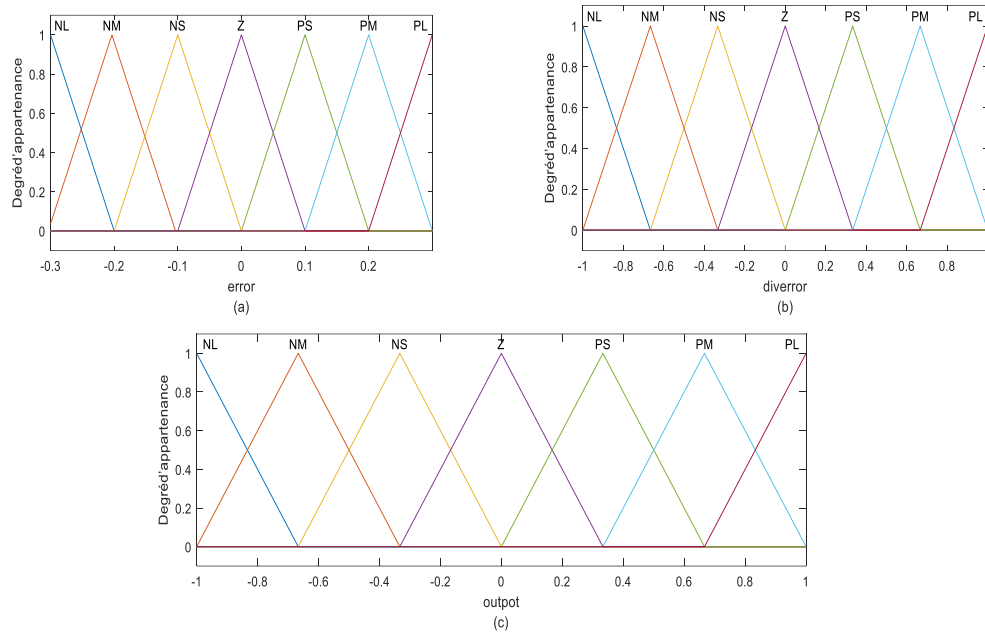 NL NM NS Z PS PM PL
1
0.8
0.6
0.4
0.2
0
Degréd'appartenance
-0.3 -0.2 -0.1 0 0.1 0.2
error
(a)
NL NM NS Z PS PM PL
1
0.8
0.6
0.4
0.2
0
Degréd'appartenance
-1 -0.8 -0.6 -0.4 -0.2 0 0.2 0.4 0.6 0.8
diverror
(b)
NL NM NS Z PS PM PL
1
0.8
0.6
0.4
0.2
0
Degréd'appartenance
-1 -0.8 -0.6 -0.4 -0.2 0 0.2 0.4 0.6 0.8 1
outpot
(c)